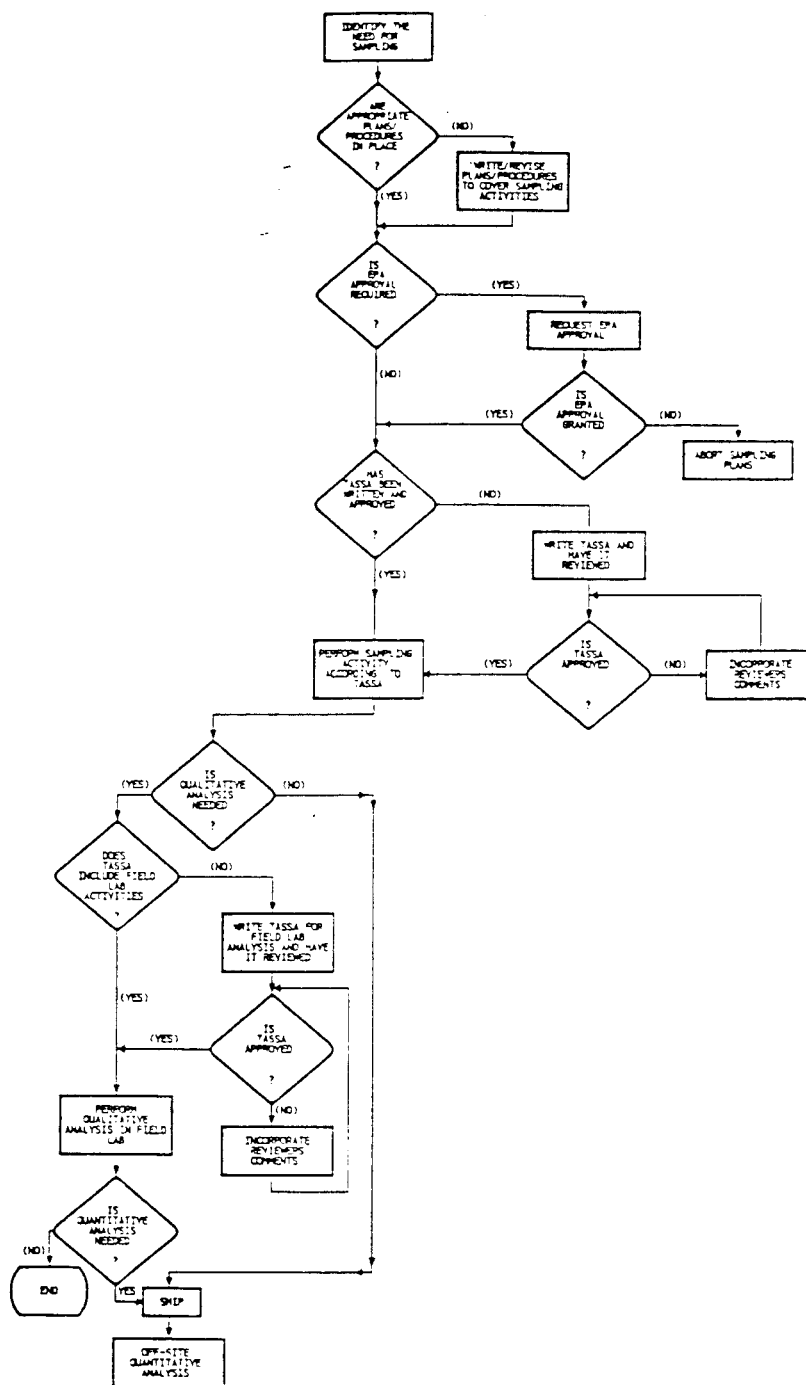 IDENTIFY THE
NEED FOR
SAMPLING
ARE
APPROPRIATE
PLANS/
PROCEDURES
IN PLACE
?
(NO)
WRITE/REVISE
PLANS/PROCEDURES
TO COVER SAMPLING
ACTIVITIES
(YES)
IS
EPA
APPROVAL
REQUIRED
?
(YES)
REQUEST EPA
APPROVAL
(NO)
IS
EPA
APPROVAL
GRANTED
?
(YES)
(NO)
ABORT SAMPLING
PLANS
HAS
TASSA BEEN
WRITTEN AND
APPROVED
?
(NO)
WRITE TASSA AND
HAVE IT
REVIEWED
(YES)
PERFORM SAMPLING
ACTIVITY
ACCORDING TO
TASSA
(YES)
IS
TASSA
APPROVED
?
(NO)
INCORPORATE
REVIEWERS
COMMENTS
IS
QUALITATIVE
ANALYSIS
NEEDED
?
(YES)
(NO)
DOES
TASSA
INCLUDE FIELD
LAB
ACTIVITIES
?
(NO)
WRITE TASSA FOR
FIELD LAB
ANALYSIS AND HAVE
IT REVIEWED
(YES)
(YES)
IS
TASSA
APPROVED
?
(NO)
PERFORM
QUALITATIVE
ANALYSIS IN FIELD
LAB
INCORPORATE
REVIEWERS
COMMENTS
IS
QUANTITATIVE
ANALYSIS
NEEDED
?
(NO)
END
YES
SHIP
OFF-SITE
QUANTITATIVE
ANALYSIS